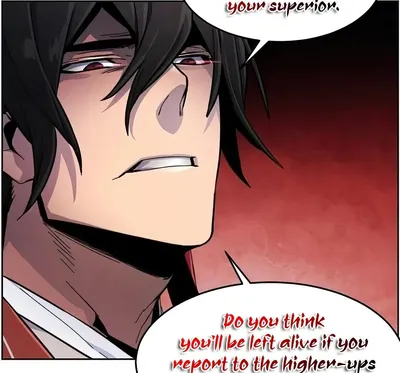 your superior.
Do you think
you'll be left alive if you
report to the higher-ups